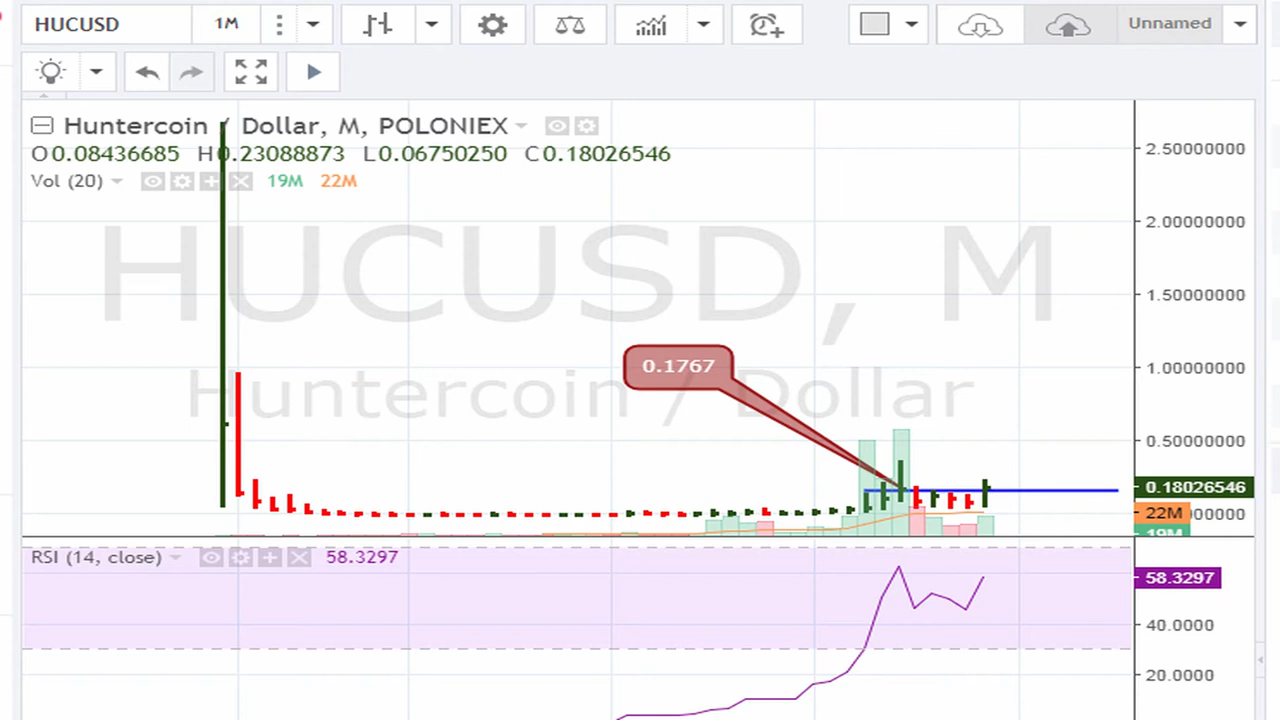 HUCUSD 1M Unnamed
Huntercoin / Dollar, M, POLONIEX
O0.08436685 H0.23088873 L0.06750250 C0.18026546
Vol (20) 19M 22M
HUCUSD, M
Huntercoin / Dollar
0.1767
2.50000000
2.00000000
1.50000000
1.00000000
0.50000000
0.18026546
22M
19M
RSI (14, close) 58.3297
58.3297
40.0000
20.0000